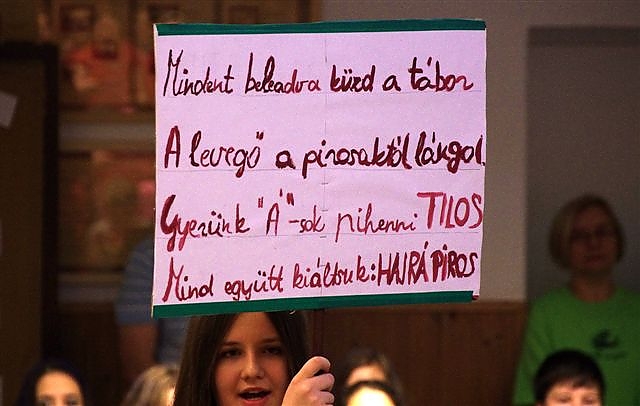 Mindent beleadva küzd a tábor
A levegő a pirosaktól lángol.
Gyerünk "A"-sok pihenni TILOS
Mind együtt kiáltsuk: HAJRÁ PIROS